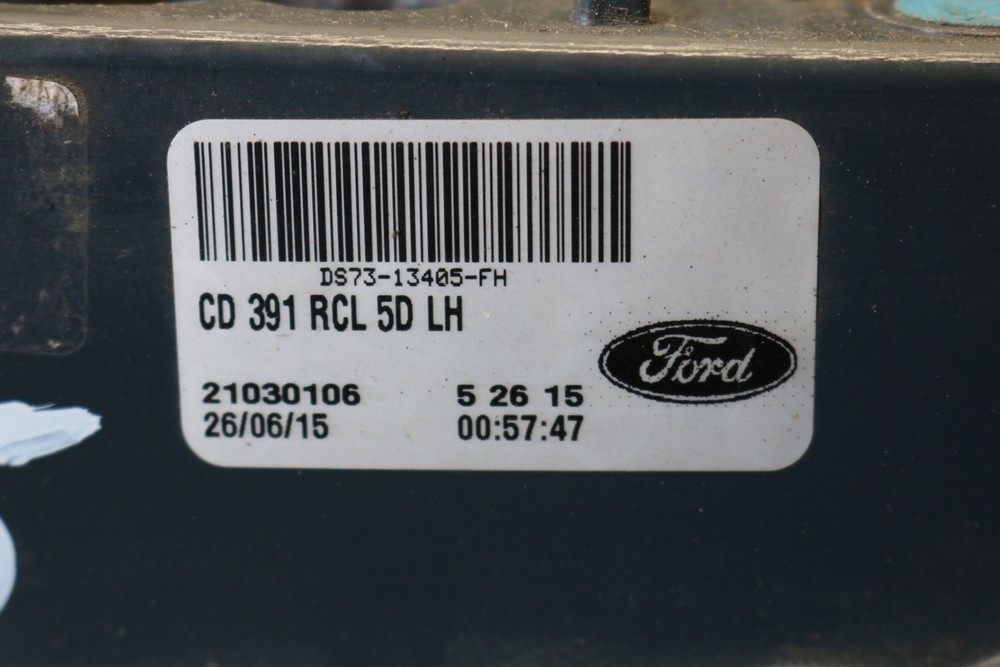 DS73-13405-FH
CD 391 RCL 5D LH
Ford
21030106 5 26 15
26/06/15 00:57:47